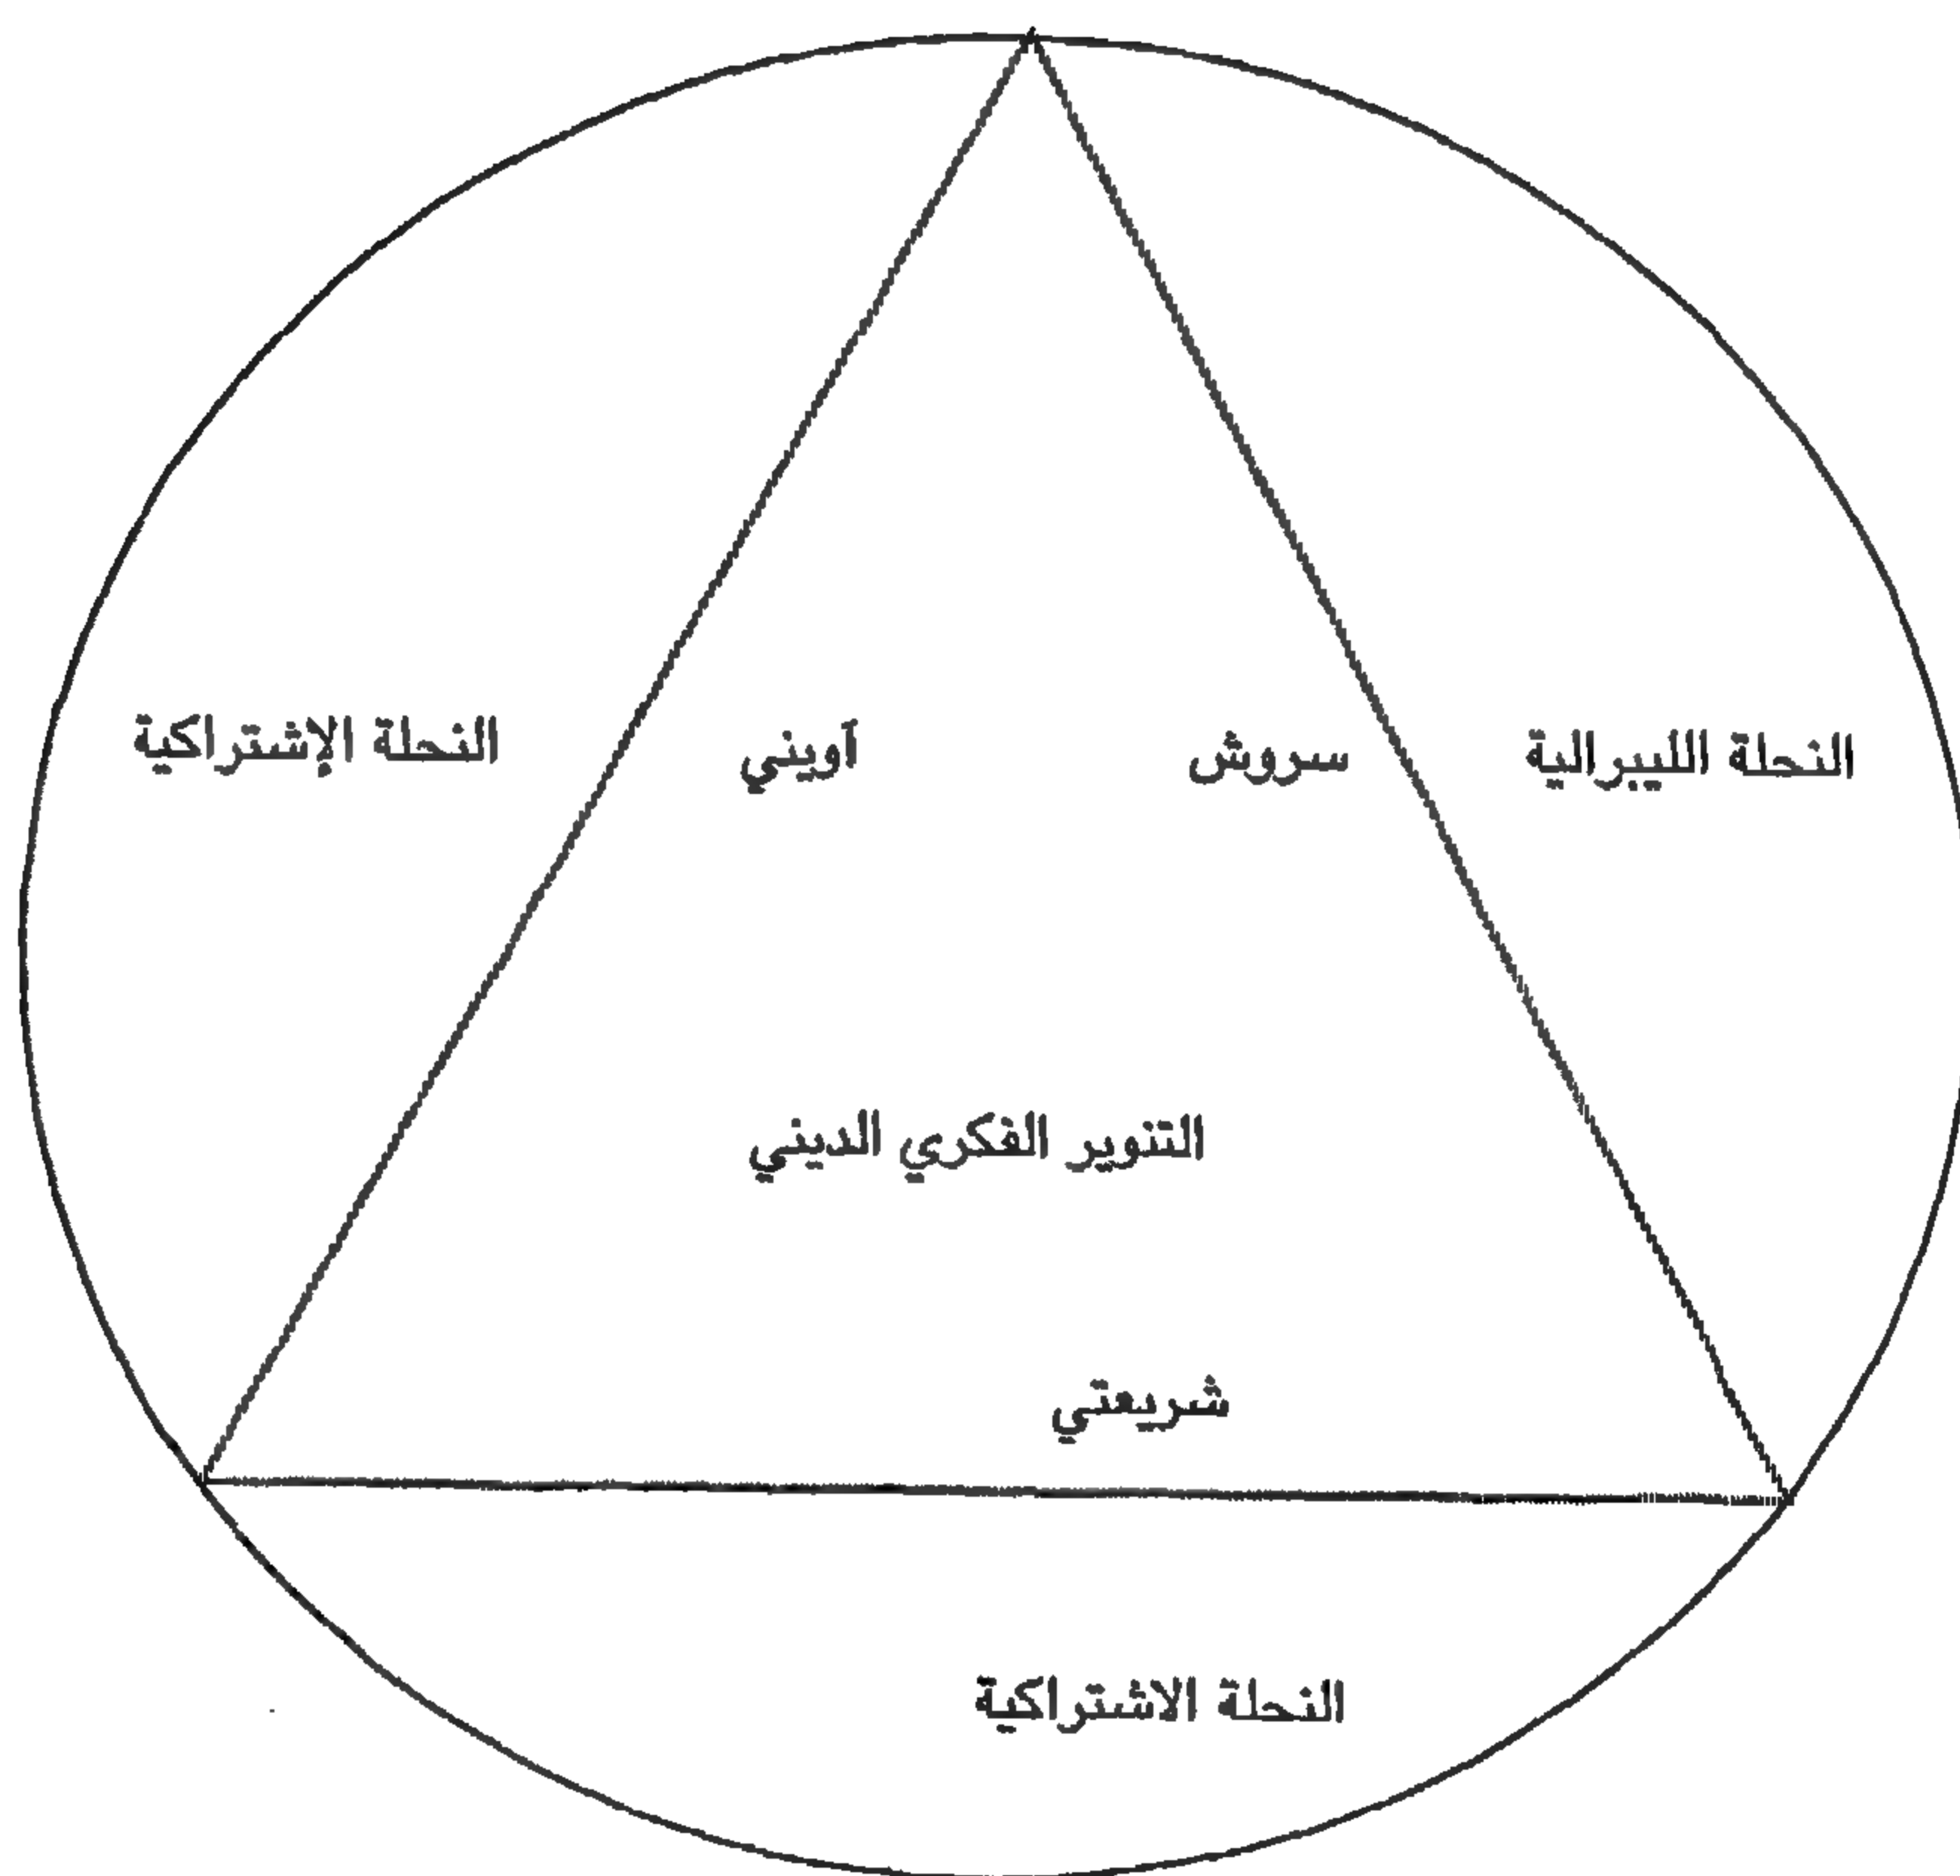 النحلة الليبرالية
سروش
آويني
النحلة الإشتراكية
التنوير الفكري الديني
شريعتي
النحلة الاشتراكية